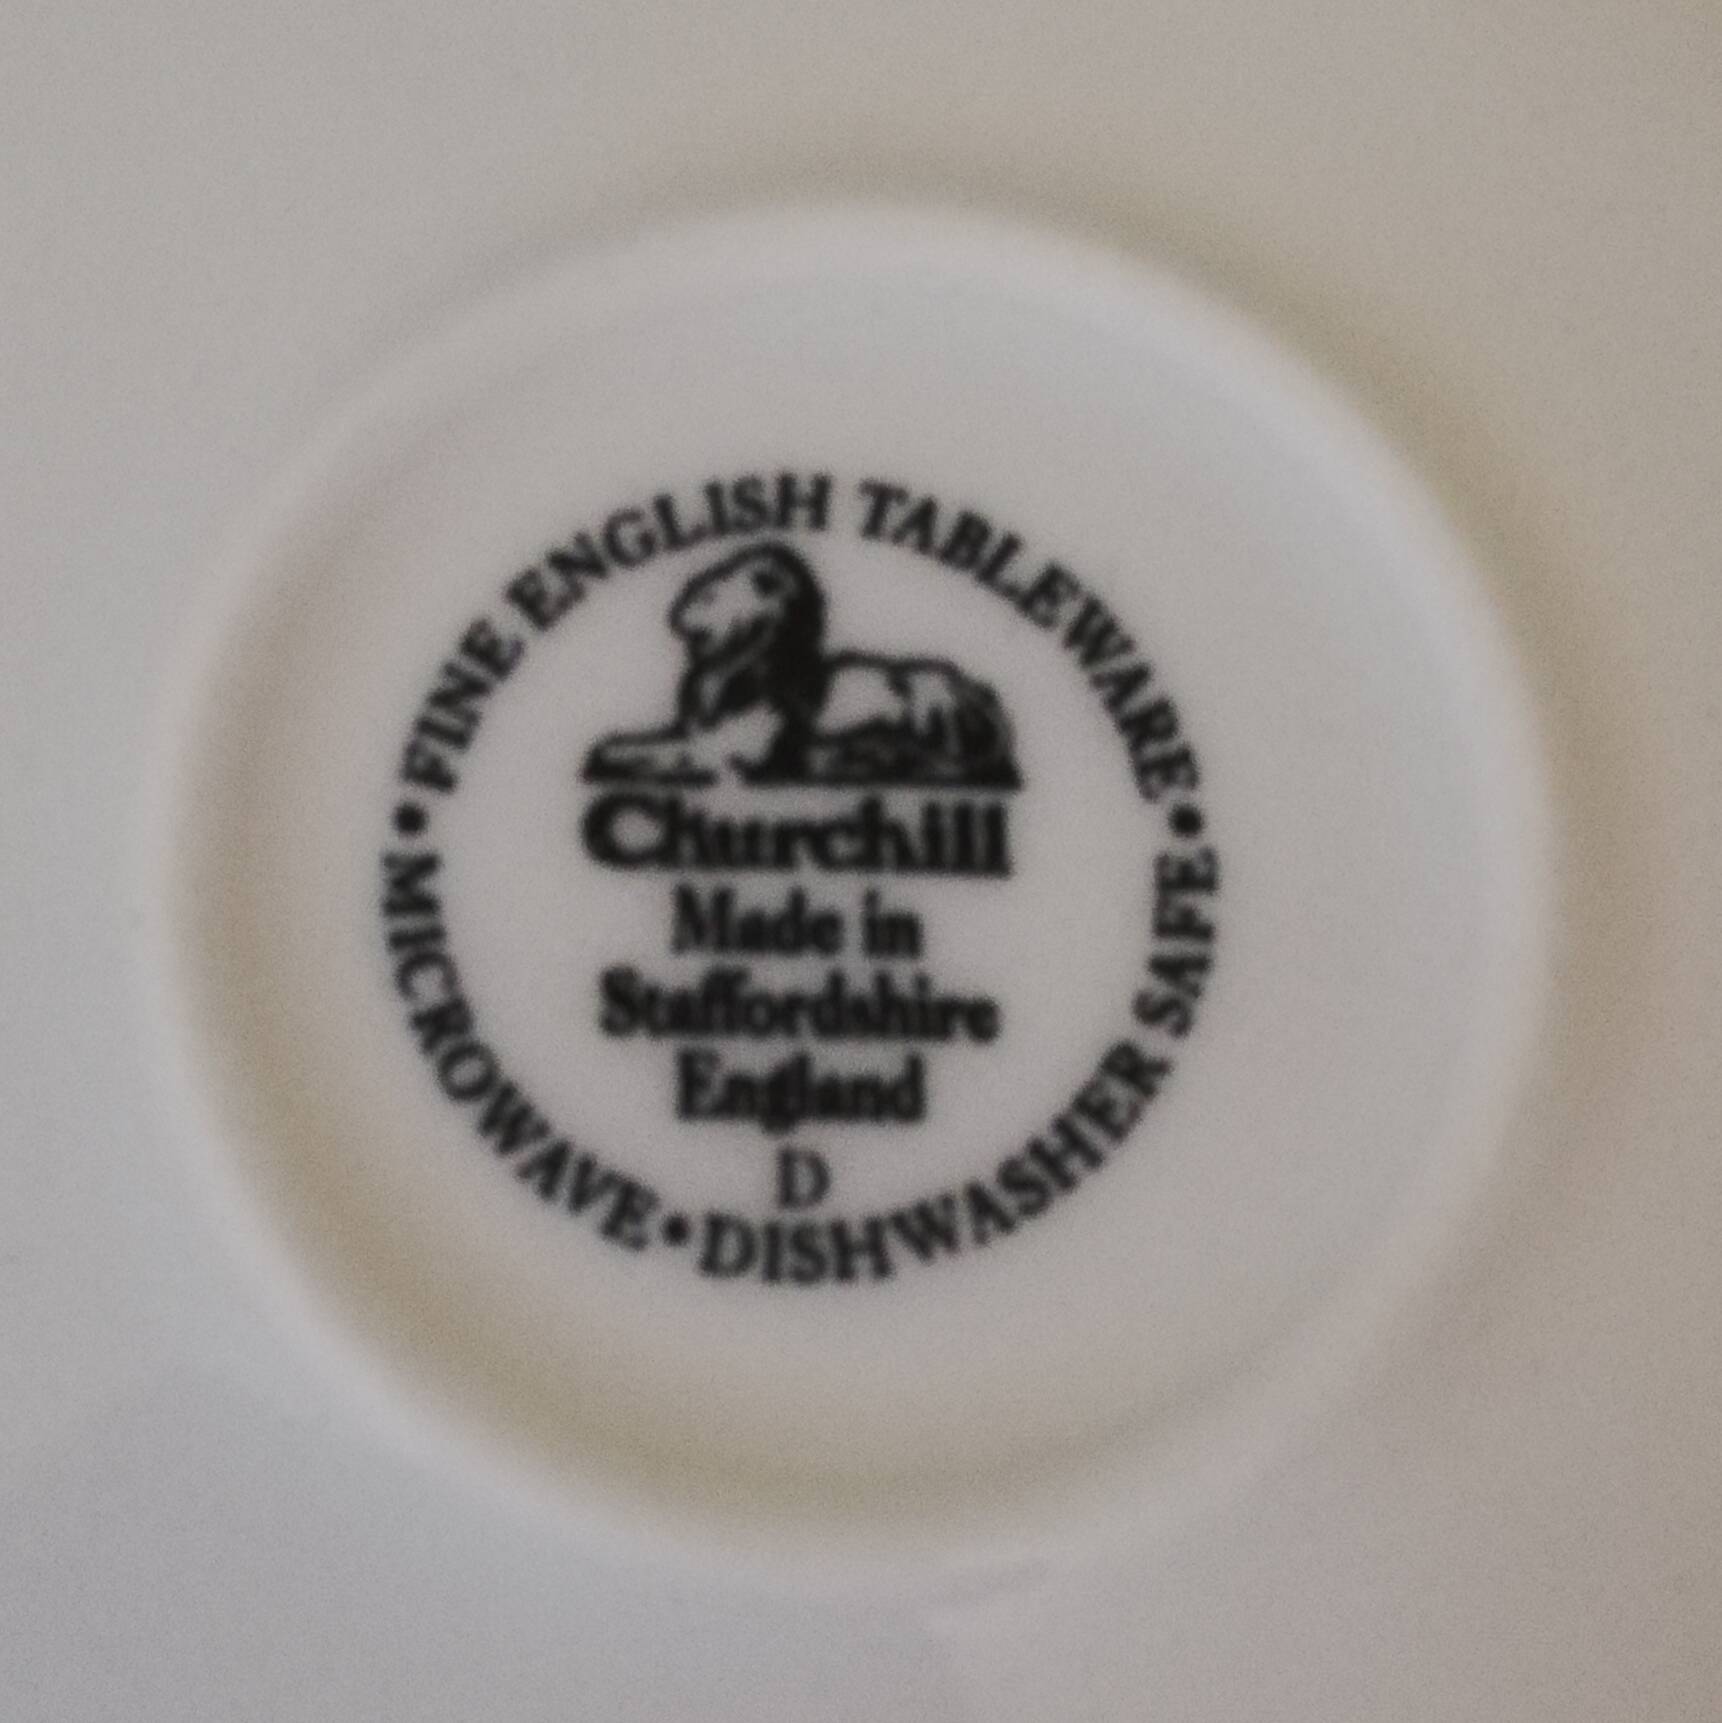 • FINE ENGLISH TABLEWARE •
Churchill
Made in
Staffordshire
England
D
MICROWAVE • DISHWASHER SAFE